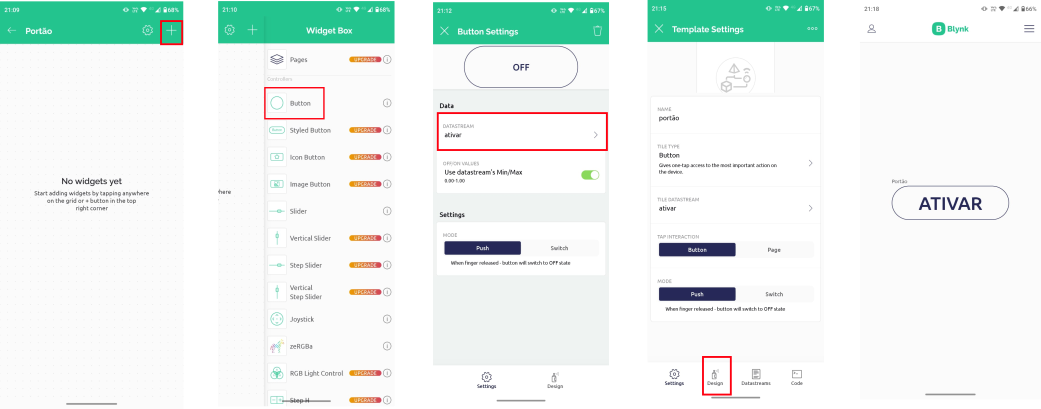 21:09
68%
Portão
No widgets yet
Start adding widgets by tapping anywhere
on the grid or + button in the top
right corner
21:10
68%
Widget Box
here
Pages
UPGRADE
Controllers
Button
Styled Button
UPGRADE
Icon Button
UPGRADE
Image Button
UPGRADE
Slider
Vertical Slider
UPGRADE
Step Slider
UPGRADE
Vertical
Step Slider
UPGRADE
Joystick
zeRGBa
RGB Light Control
UPGRADE
Step H
21:12
67%
Button Settings
OFF
Data
DATASTREAM
ativar
OFF/ON VALUES
Use datastream's Min/Max
0.00-1.00
Settings
MODE
Push
Switch
When finger released - button will switch to OFF state
Settings
Design
21:15
67%
Template Settings
NAME
portão
TILE TYPE
Button
Gives one-tap access to the most important action on
the device.
TILE DATASTREAM
ativar
TAP INTERACTION
Button
Page
MODE
Push
Switch
When finger released - button will switch to OFF state
Settings
Design
Datastreams
Code
21:18
66%
B Blynk
Portão
ATIVAR